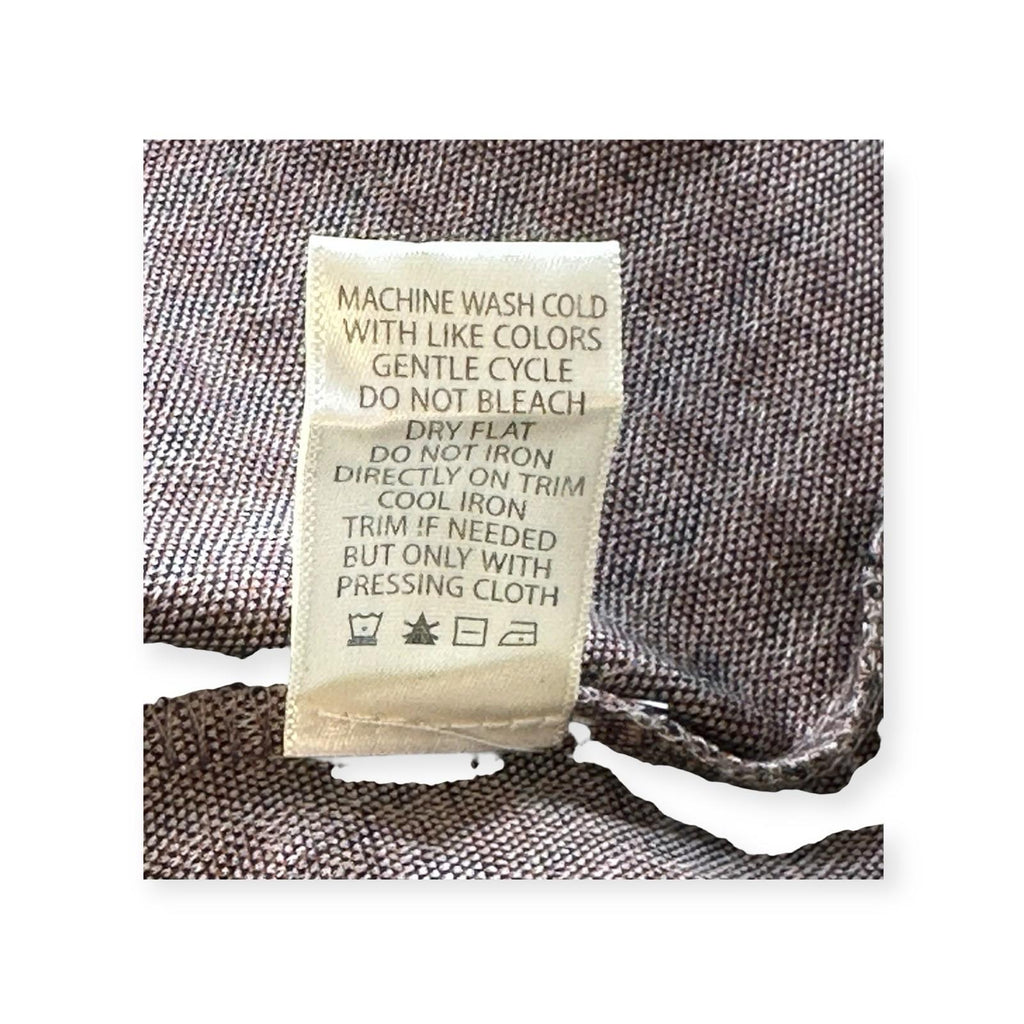 MACHINE WASH COLD
WITH LIKE COLORS
GENTLE CYCLE
DO NOT BLEACH
DRY FLAT
DO NOT IRON
DIRECTLY ON TRIM
COOL IRON
TRIM IF NEEDED
BUT ONLY WITH
PRESSING CLOTH